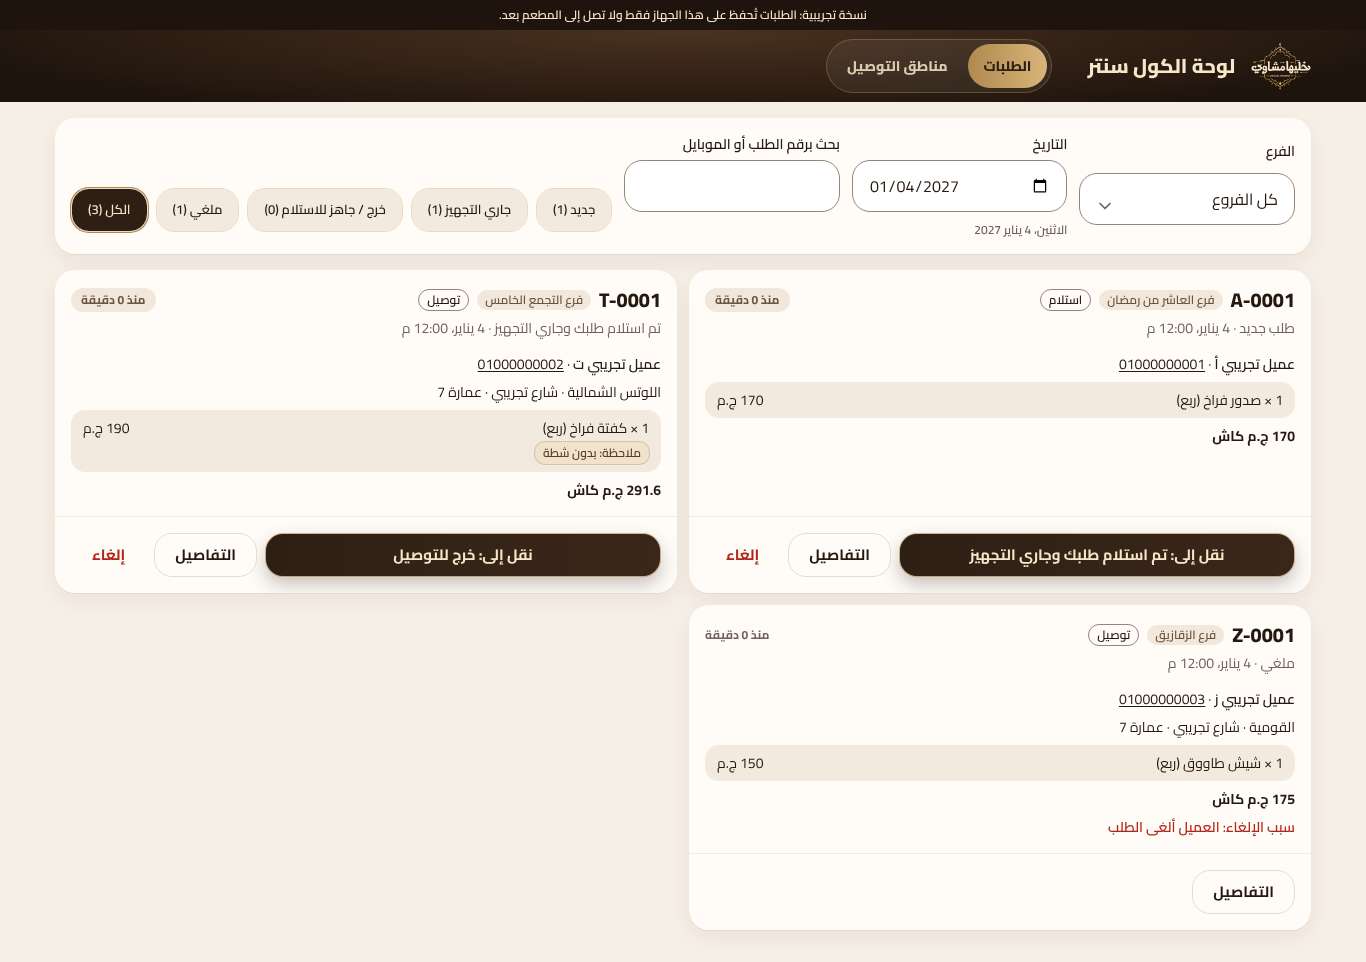 نسخة تجريبية: الطلبات تُحفظ على هذا الجهاز فقط ولا تصل إلى المطعم بعد.
خليها مشاوي
لوحة الكول سنتر
الطلبات
مناطق التوصيل
الفرع
كل الفروع
التاريخ
01/04/2027
الاثنين، 4 يناير 2027
بحث برقم الطلب أو الموبايل
جديد (1)
جاري التجهيز (1)
خرج / جاهز للاستلام (0)
ملغي (1)
الكل (3)
A-0001 فرع العاشر من رمضان استلام منذ 0 دقيقة
طلب جديد · 4 يناير، 12:00 م
عميل تجريبي أ · 01000000001
1 × صدور فراخ (ربع) 170 ج.م
170 ج.م كاش
نقل إلى: تم استلام طلبك وجاري التجهيز
التفاصيل
إلغاء
T-0001 فرع التجمع الخامس توصيل منذ 0 دقيقة
تم استلام طلبك وجاري التجهيز · 4 يناير، 12:00 م
عميل تجريبي ت · 01000000002
اللوتس الشمالية · شارع تجريبي · عمارة 7
1 × كفتة فراخ (ربع) 190 ج.م
ملاحظة: بدون شطة
291.6 ج.م كاش
نقل إلى: خرج للتوصيل
التفاصيل
إلغاء
Z-0001 فرع الزقازيق توصيل منذ 0 دقيقة
ملغي · 4 يناير، 12:00 م
عميل تجريبي ز · 01000000003
القومية · شارع تجريبي · عمارة 7
1 × شيش طاووق (ربع) 150 ج.م
175 ج.م كاش
سبب الإلغاء: العميل ألغى الطلب
التفاصيل